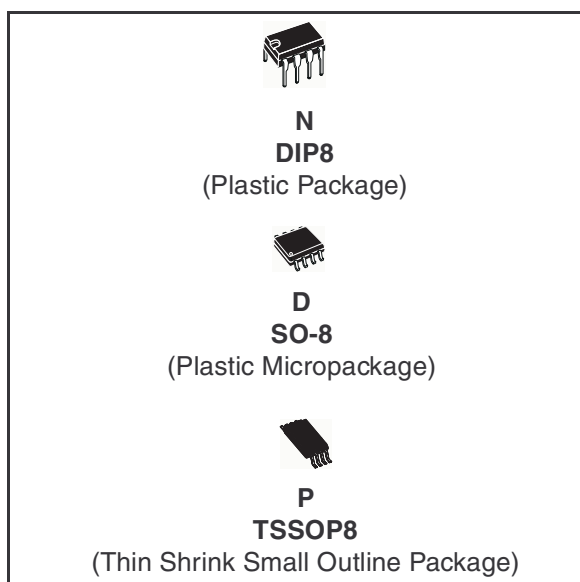 N
DIP8
(Plastic Package)
D
SO-8
(Plastic Micropackage)
P
TSSOP8
(Thin Shrink Small Outline Package)